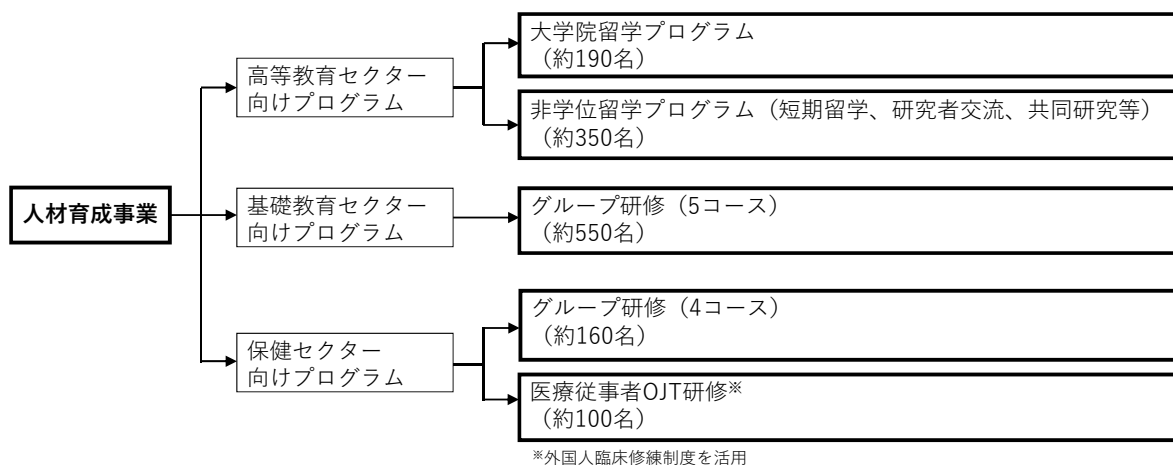 人材育成事業
高等教育セクター
向けプログラム
大学院留学プログラム
（約190名）
非学位留学プログラム（短期留学、研究者交流、共同研究等）
（約350名）
基礎教育セクター
向けプログラム
グループ研修（5コース）
（約550名）
保健セクター
向けプログラム
グループ研修（4コース）
（約160名）
医療従事者OJT研修※
（約100名）
※外国人臨床修練制度を活用